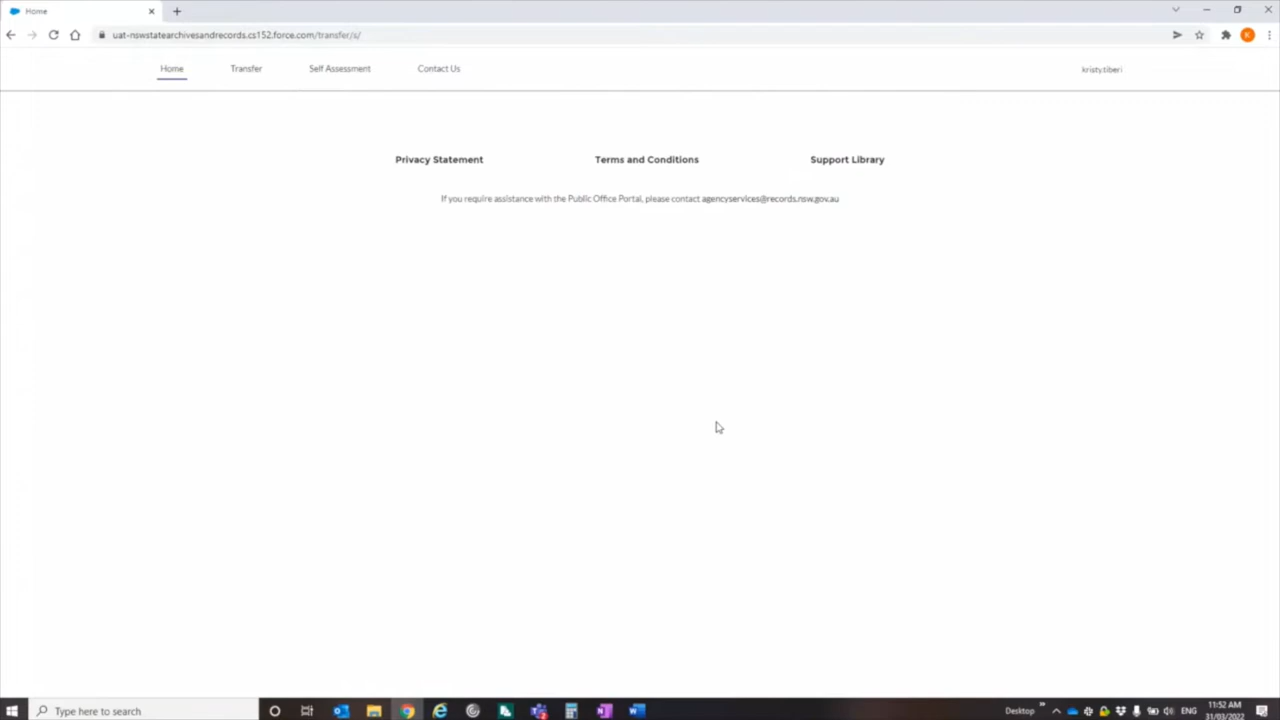 Home
uat-nswstatearchivesandrecords.cs152.force.com/transfer/s/
K
Home Transfer Self Assessment Contact Us kristy.tiberi
Privacy Statement Terms and Conditions Support Library
If you require assistance with the Public Office Portal, please contact agencyservices@records.nsw.gov.au
Type here to search
Desktop
ENG
11:52 AM
31/03/2022